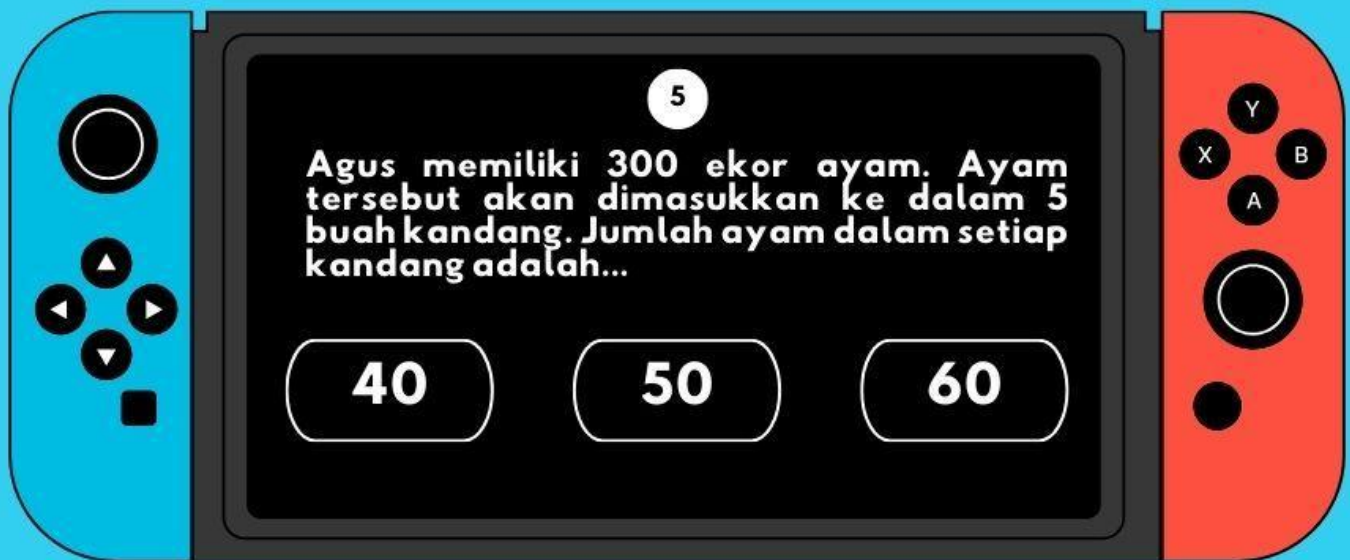 5
Agus memiliki 300 ekor ayam. Ayam
tersebut akan dimasukkan ke dalam 5
buah kandang. Jumlah ayam dalam setiap
kandang adalah...
40 50 60
Y
X B
A